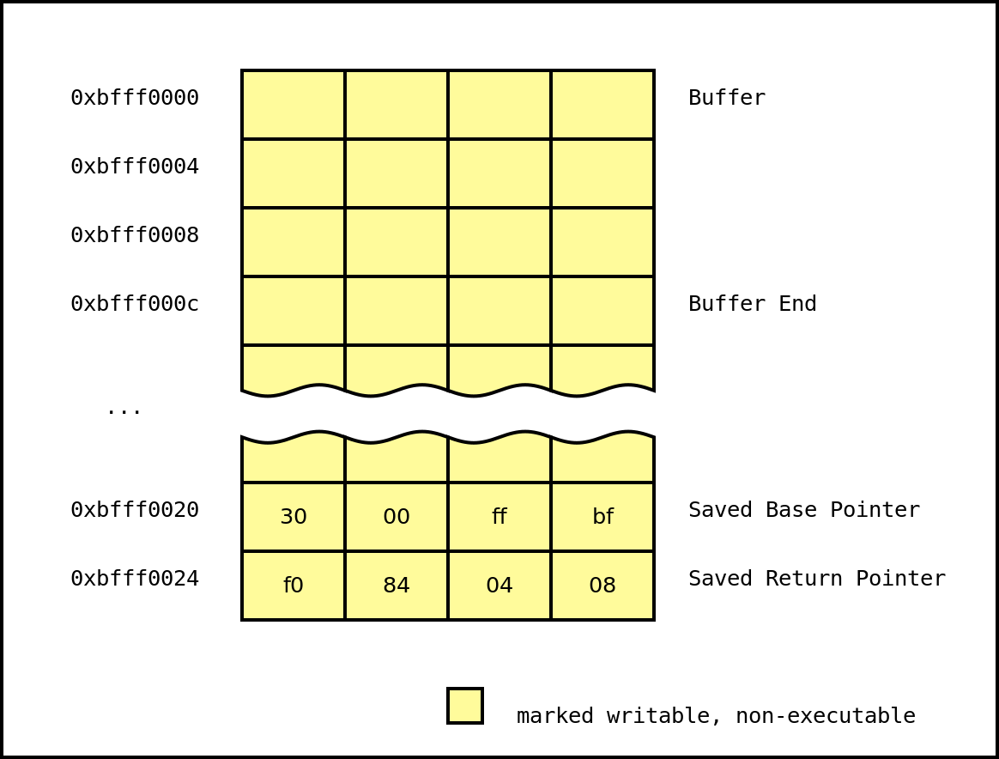 0xbfff0000 Buffer
0xbfff0004
0xbfff0008
0xbfff000c Buffer End
...
0xbfff0020 30 00 ff bf Saved Base Pointer
0xbfff0024 f0 84 04 08 Saved Return Pointer
marked writable, non-executable